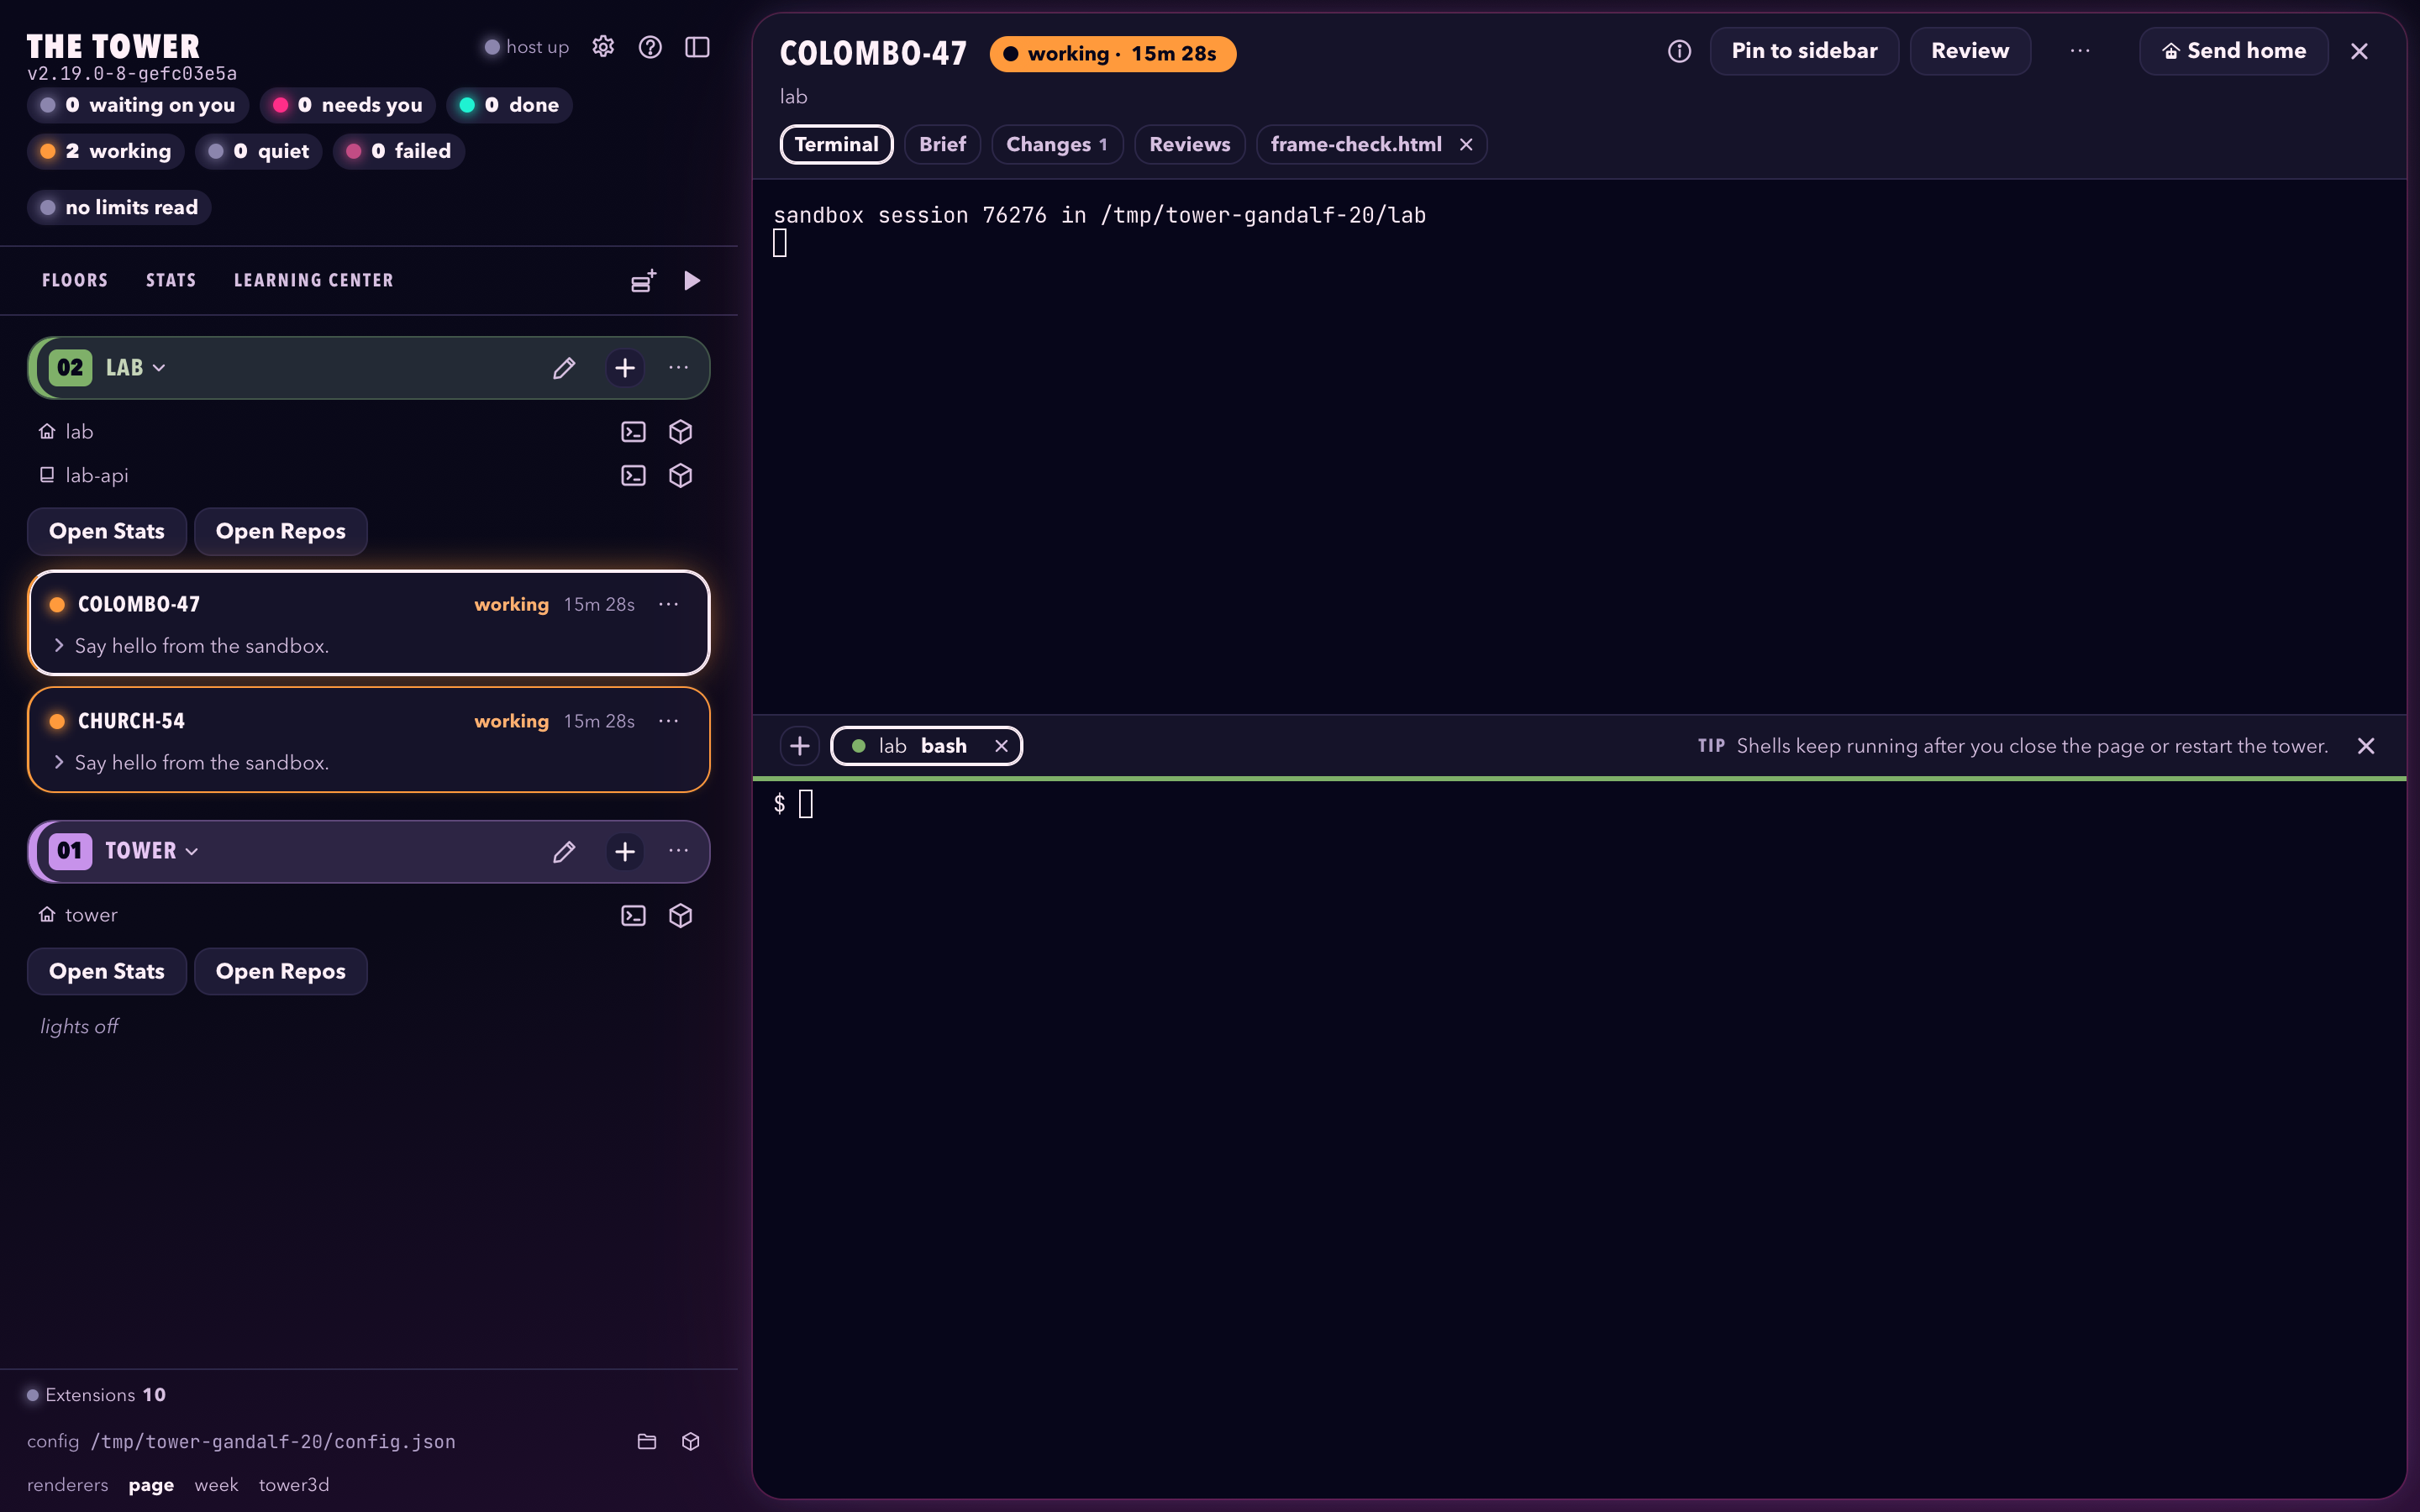 THE TOWER
host up
v2.19.0-8-gefc03e5a
0 waiting on you
0 needs you
0 done
2 working
0 quiet
0 failed
no limits read
FLOORS STATS LEARNING CENTER
02 LAB
lab
lab-api
Open Stats Open Repos
COLOMBO-47 working 15m 28s ...
Say hello from the sandbox.
CHURCH-54 working 15m 28s ...
Say hello from the sandbox.
01 TOWER
tower
Open Stats Open Repos
lights off
Extensions 10
config /tmp/tower-gandalf-20/config.json
renderers page week tower3d
COLOMBO-47 working · 15m 28s
Pin to sidebar Review ... Send home
lab
Terminal Brief Changes 1 Reviews frame-check.html
sandbox session 76276 in /tmp/tower-gandalf-20/lab
lab bash
TIP Shells keep running after you close the page or restart the tower.
$